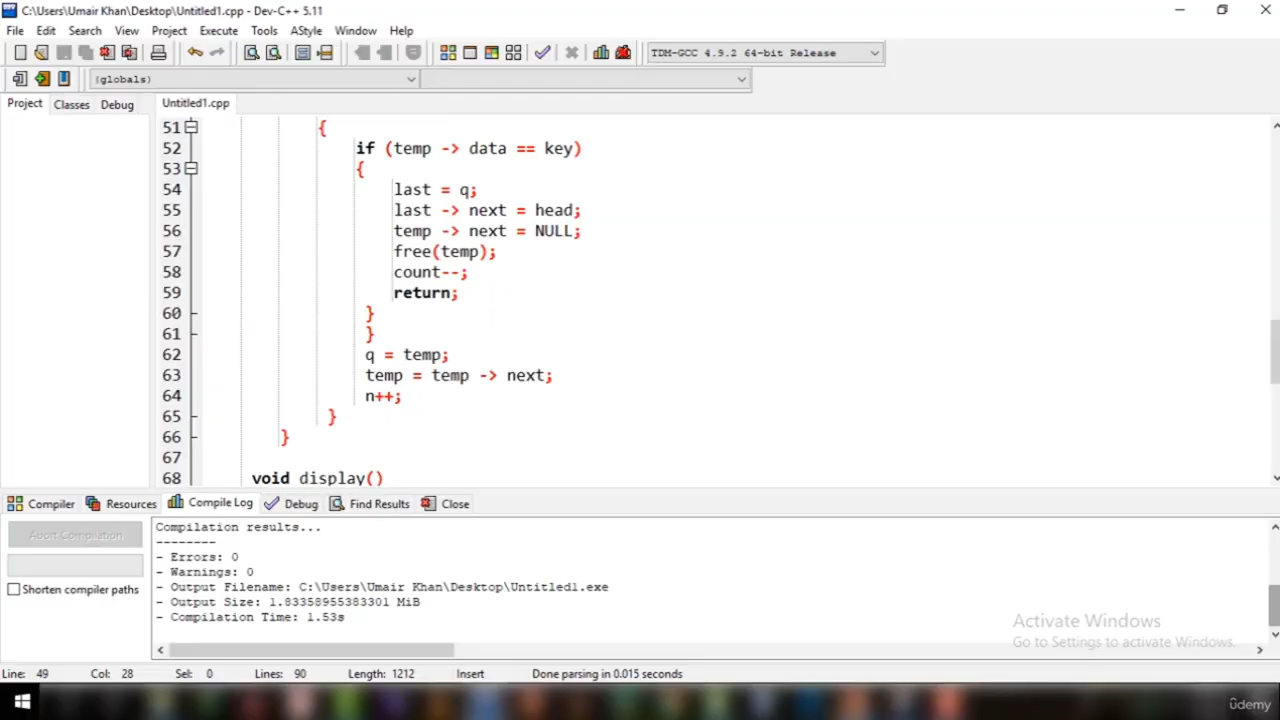 C:\Users\Umair Khan\Desktop\Untitled1.cpp - Dev-C++ 5.11
File Edit Search View Project Execute Tools AStyle Window Help
TDM-GCC 4.9.2 64-bit Release
(globals)
Project Classes Debug Untitled1.cpp
51 {
52 if (temp -> data == key)
53 {
54 last = q;
55 last -> next = head;
56 temp -> next = NULL;
57 free(temp);
58 count--;
59 return;
60 }
61 }
62 q = temp;
63 temp = temp -> next;
64 n++;
65 }
66 }
67
68 void display()
Compiler Resources Compile Log Debug Find Results Close
Abort Compilation
Shorten compiler paths
Compilation results...
--------
- Errors: 0
- Warnings: 0
- Output Filename: C:\Users\Umair Khan\Desktop\Untitled1.exe
- Output Size: 1.83358955383301 MiB
- Compilation Time: 1.53s
Activate Windows
Go to Settings to activate Windows.
Line: 49 Col: 28 Sel: 0 Lines: 90 Length: 1212 Insert Done parsing in 0.015 seconds
ûdemy